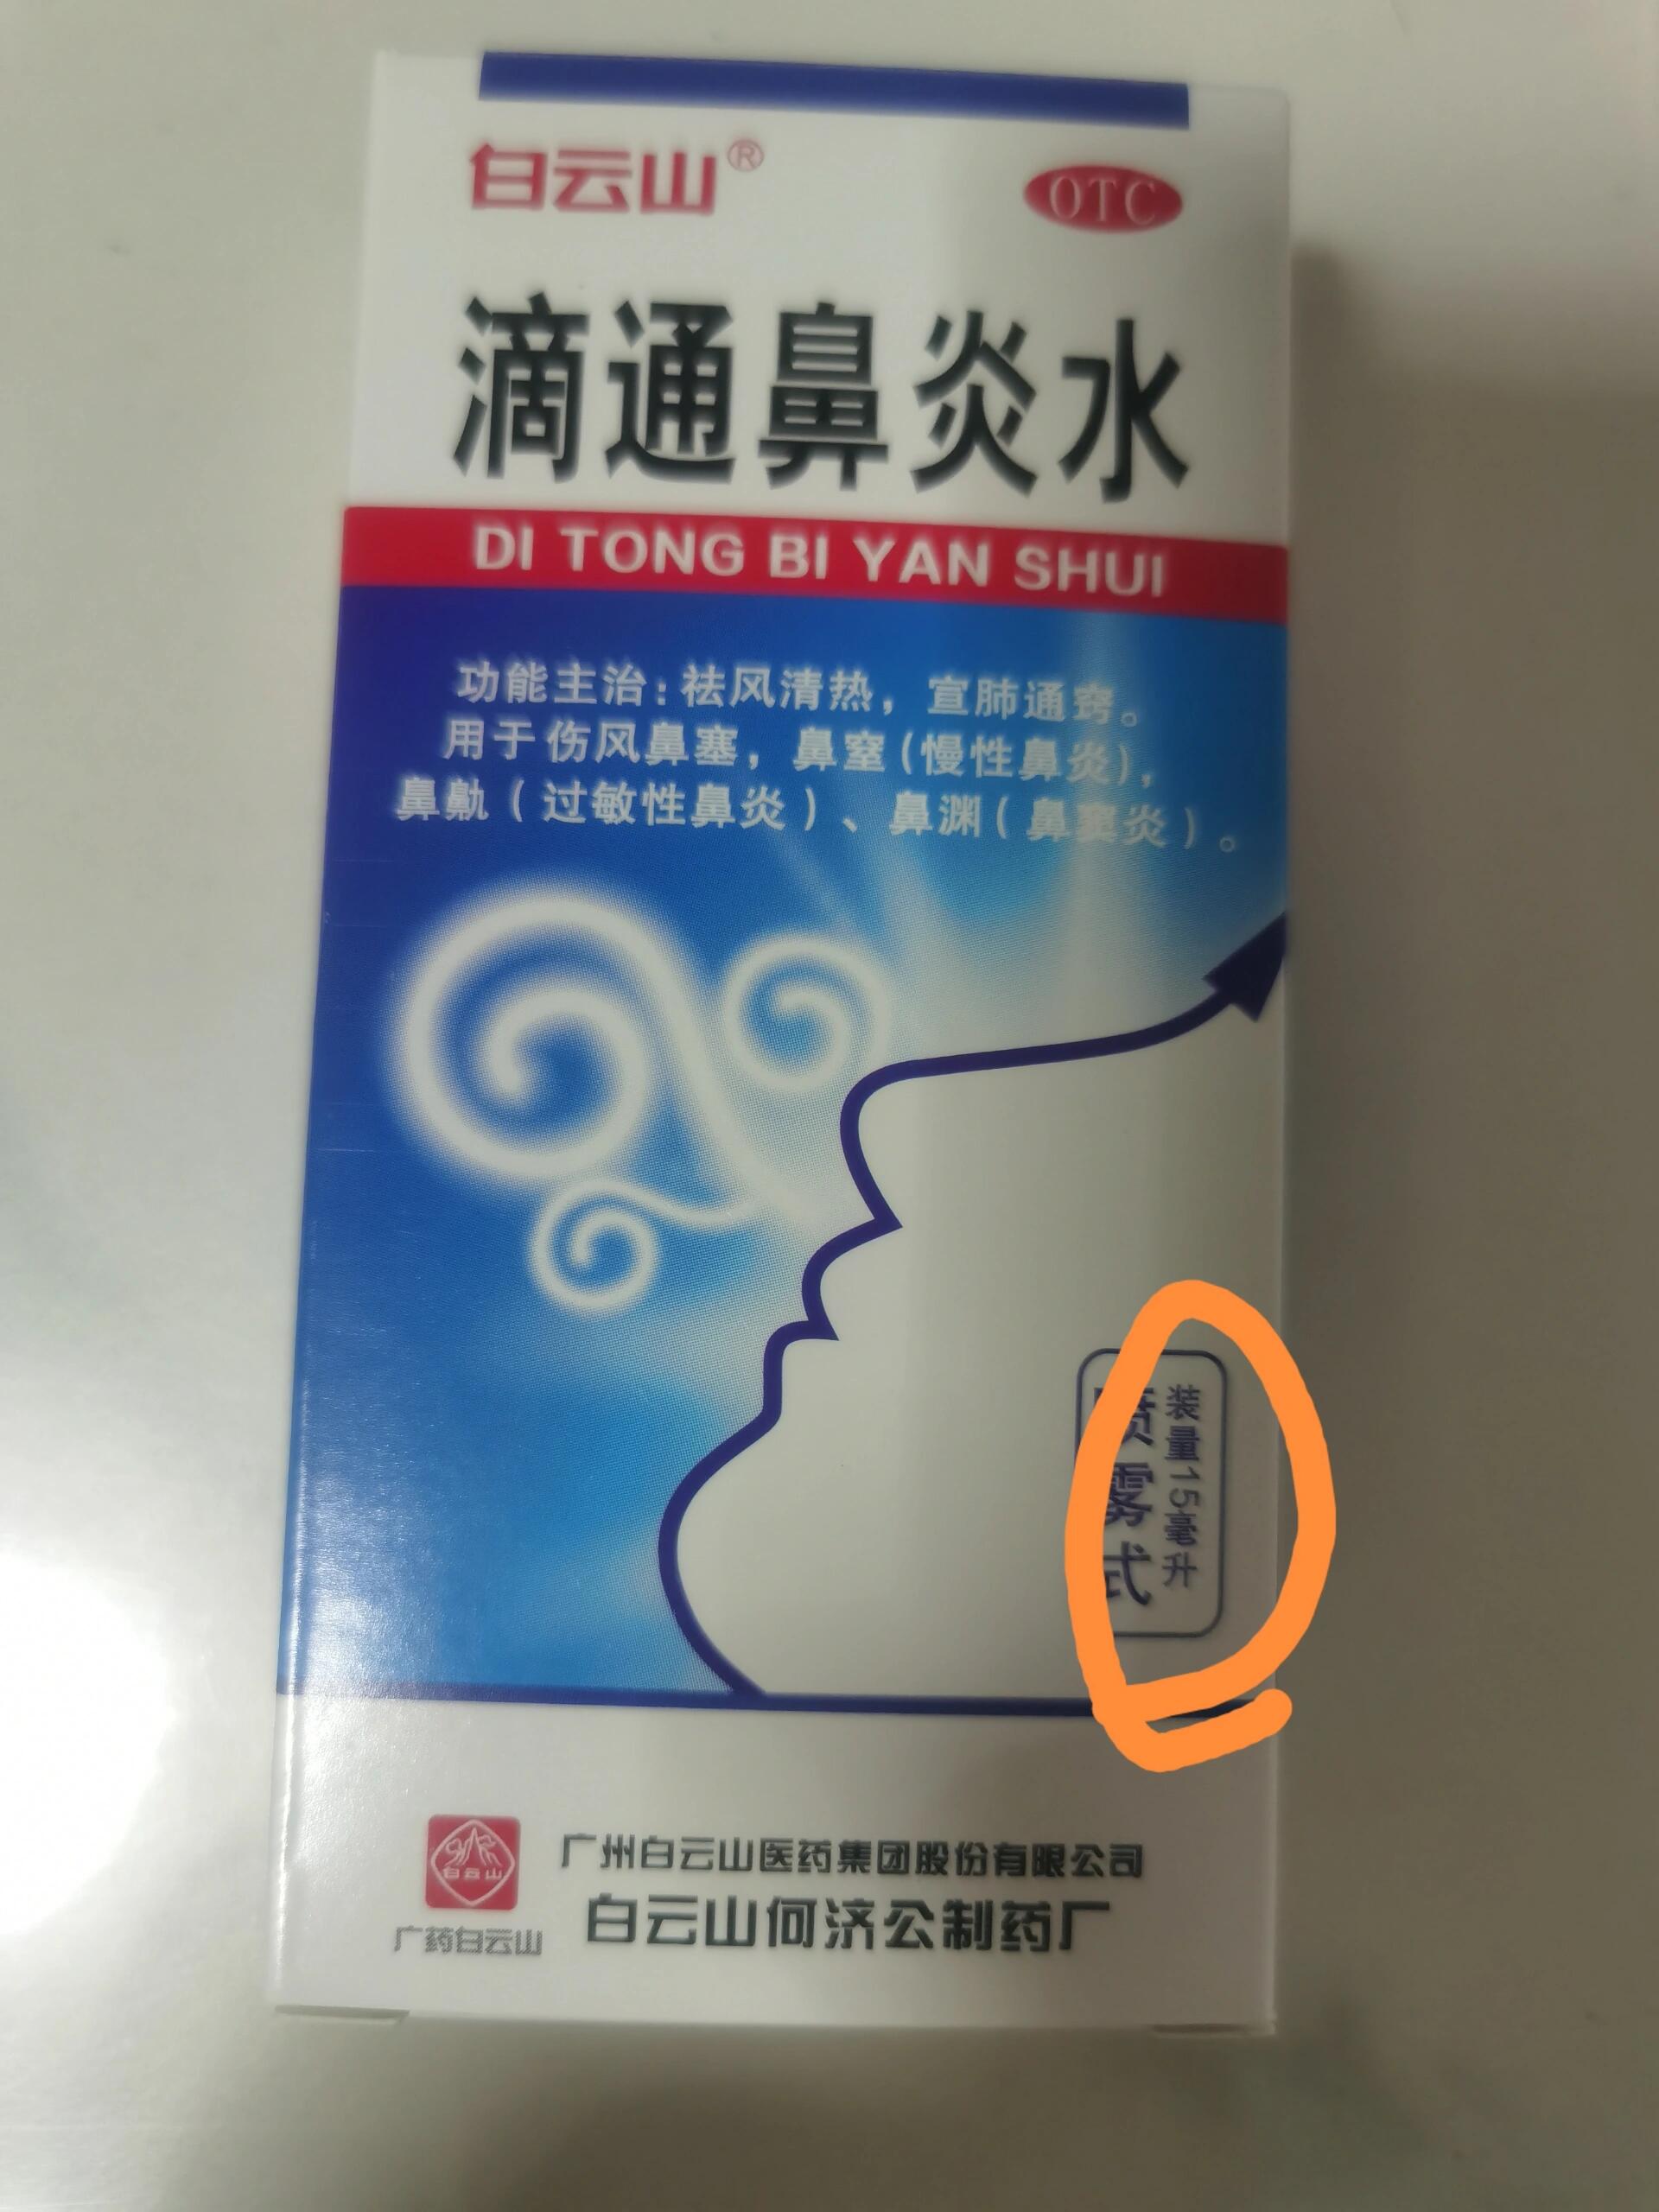 白云山®
OTC
滴通鼻炎水
DI TONG BI YAN SHUI
功能主治:祛风清热，宣肺通窍。
用于伤风鼻塞，鼻窒(慢性鼻炎)，
鼻鼽(过敏性鼻炎)、鼻渊(鼻窦炎)。
装量15毫升
喷雾式
白云山
广药白云山
广州白云山医药集团股份有限公司
白云山何济公制药厂